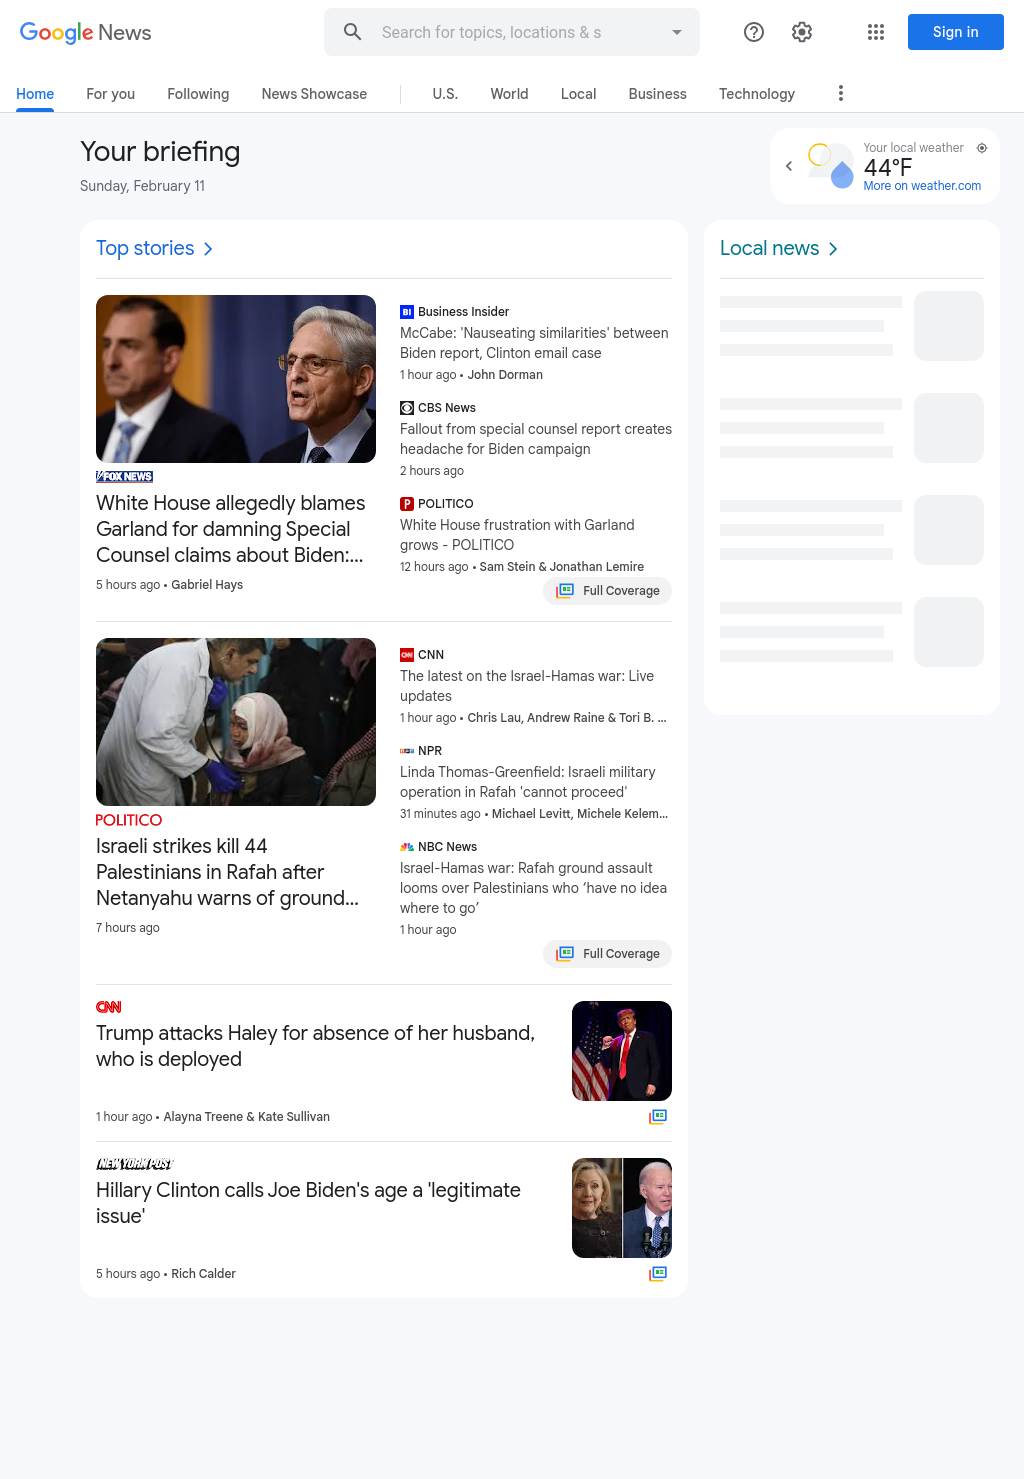 Google News
Search for topics, locations & s
Sign in
Home
For you
Following
News Showcase
U.S.
World
Local
Business
Technology
Your briefing
Sunday, February 11
Your local weather
44°F
More on weather.com
Top stories
FOX NEWS
White House allegedly blames
Garland for damning Special
Counsel claims about Biden:...
5 hours ago • Gabriel Hays
BI Business Insider
McCabe: 'Nauseating similarities' between
Biden report, Clinton email case
1 hour ago • John Dorman
CBS News
Fallout from special counsel report creates
headache for Biden campaign
2 hours ago
P POLITICO
White House frustration with Garland
grows - POLITICO
12 hours ago • Sam Stein & Jonathan Lemire
Full Coverage
POLITICO
Israeli strikes kill 44
Palestinians in Rafah after
Netanyahu warns of ground...
7 hours ago
CNN CNN
The latest on the Israel-Hamas war: Live
updates
1 hour ago • Chris Lau, Andrew Raine & Tori B. ...
npr NPR
Linda Thomas-Greenfield: Israeli military
operation in Rafah 'cannot proceed'
31 minutes ago • Michael Levitt, Michele Kelem...
NBC News
Israel-Hamas war: Rafah ground assault
looms over Palestinians who ‘have no idea
where to go’
1 hour ago
Full Coverage
CNN
Trump attacks Haley for absence of her husband,
who is deployed
1 hour ago • Alayna Treene & Kate Sullivan
NEW YORK POST
Hillary Clinton calls Joe Biden's age a 'legitimate
issue'
5 hours ago • Rich Calder
Local news